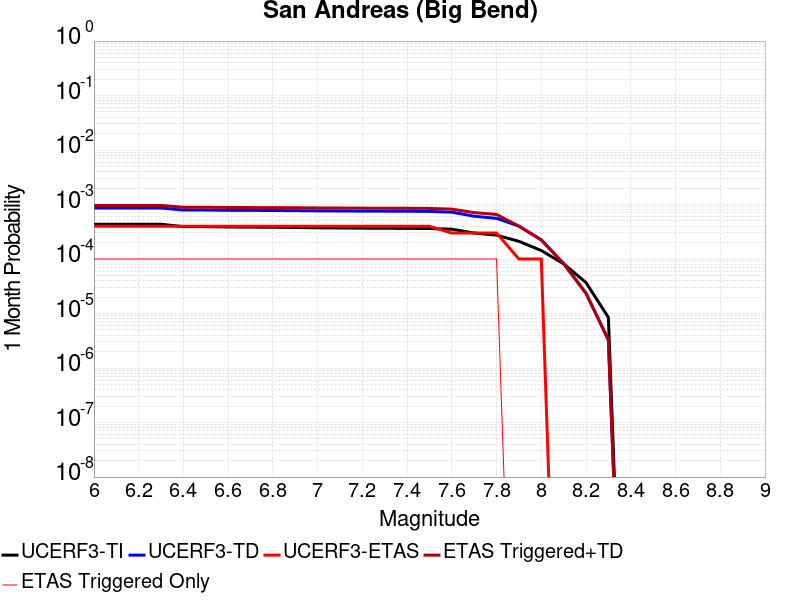 San Andreas (Big Bend)
10^0
10^-1
10^-2
10^-3
10^-4
10^-5
10^-6
10^-7
10^-8
1 Month Probability
6 6.2 6.4 6.6 6.8 7 7.2 7.4 7.6 7.8 8 8.2 8.4 8.6 8.8 9
Magnitude
UCERF3-TI UCERF3-TD UCERF3-ETAS ETAS Triggered+TD
ETAS Triggered Only